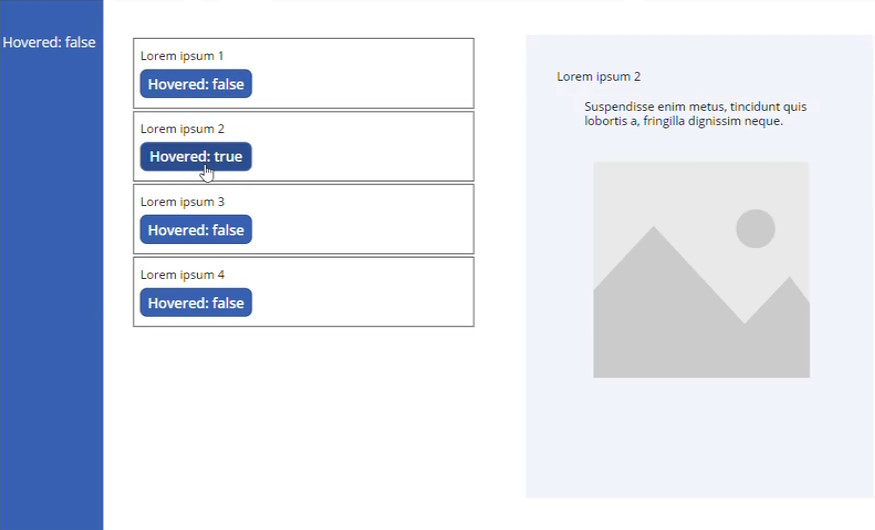 Hovered: false
Lorem ipsum 1
Hovered: false
Lorem ipsum 2
Hovered: true
Lorem ipsum 3
Hovered: false
Lorem ipsum 4
Hovered: false
Lorem ipsum 2
Suspendisse enim metus, tincidunt quis
lobortis a, fringilla dignissim neque.